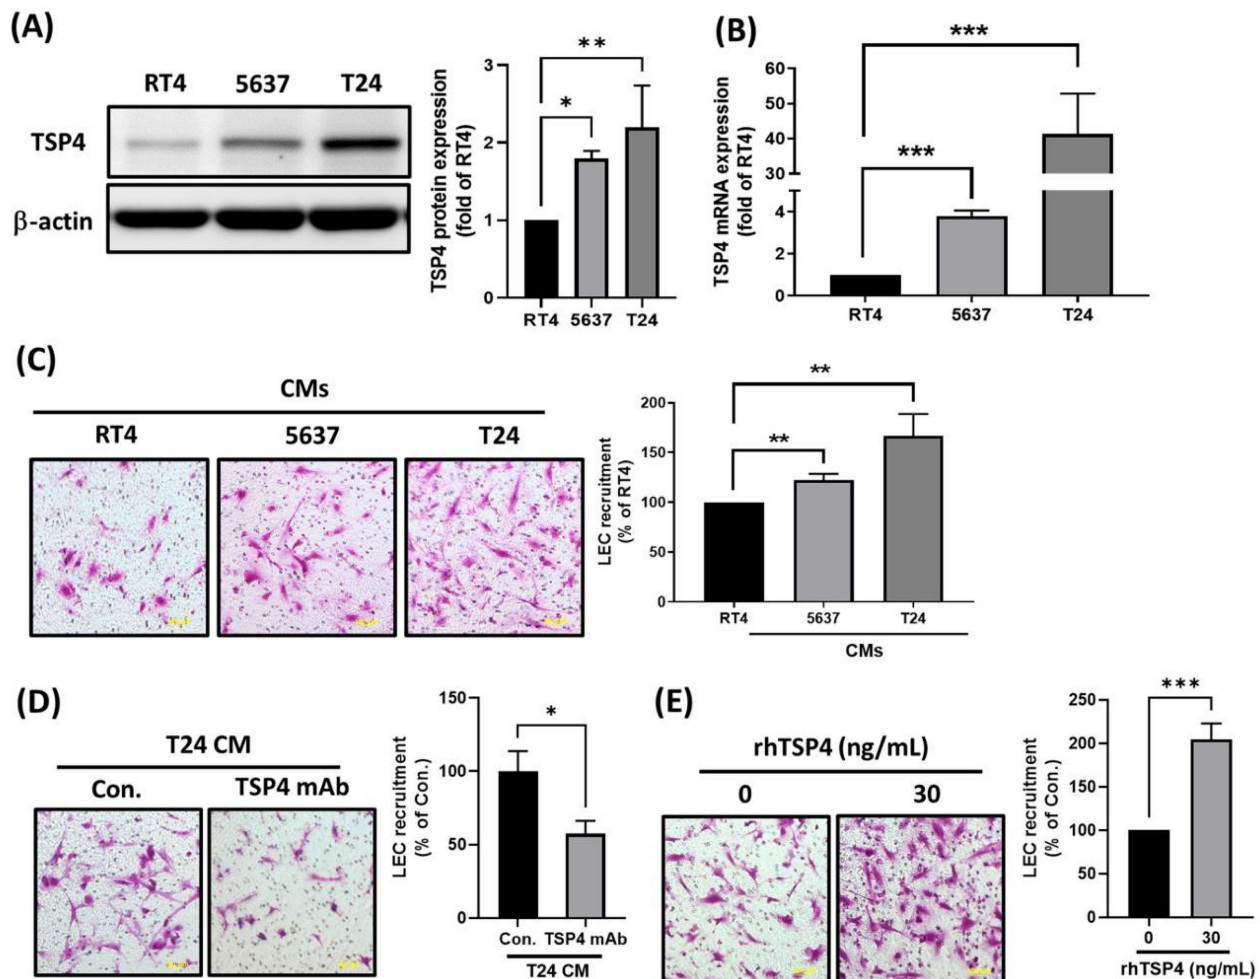 (A)
RT4 5637 T24
TSP4
β-actin
TSP4 protein expression
(fold of RT4)
3
2
1
0
**
*
RT4 5637 T24
(B)
TSP4 mRNA expression
(fold of RT4)
60
50
40
30
4
2
0
***
***
RT4 5637 T24
(C)
CMs
RT4 5637 T24
LEC recruitment
(% of RT4)
200
150
100
50
0
**
**
RT4 5637 T24
CMs
(D)
T24 CM
Con. TSP4 mAb
LEC recruitment
(% of Con.)
150
100
50
0
*
Con. TSP4 mAb
T24 CM
(E)
rhTSP4 (ng/mL)
0 30
LEC recruitment
(% of Con.)
250
200
150
100
50
0
***
0 30
rhTSP4 (ng/mL)